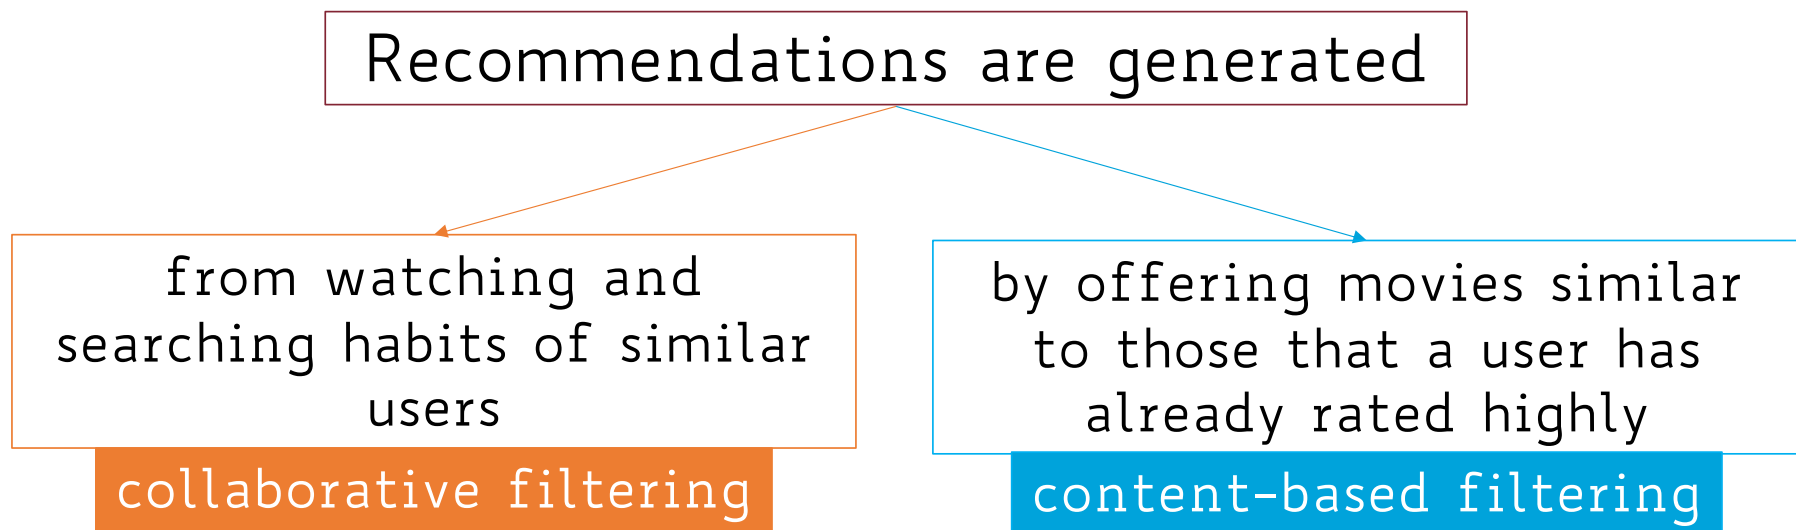 Recommendations are generated
from watching and
searching habits of similar
users
collaborative filtering
by offering movies similar
to those that a user has
already rated highly
content-based filtering